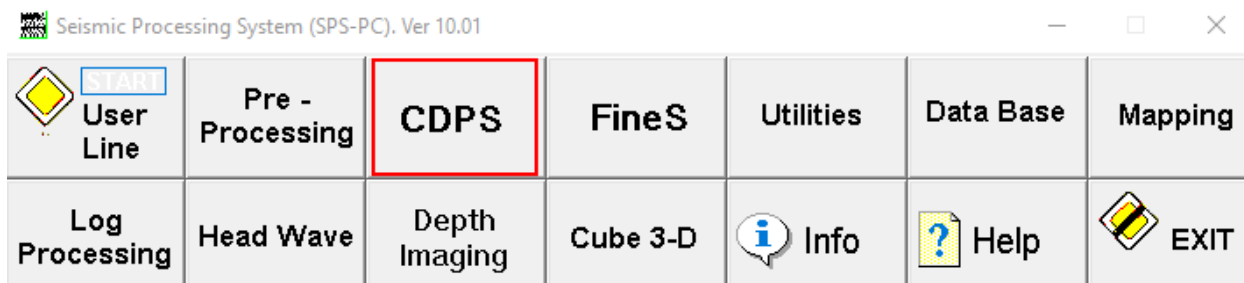 Seismic Processing System (SPS-PC). Ver 10.01
START
User
Line
Pre -
Processing
CDPS
FineS
Utilities
Data Base
Mapping
Log
Processing
Head Wave
Depth
Imaging
Cube 3-D
i Info
? Help
EXIT